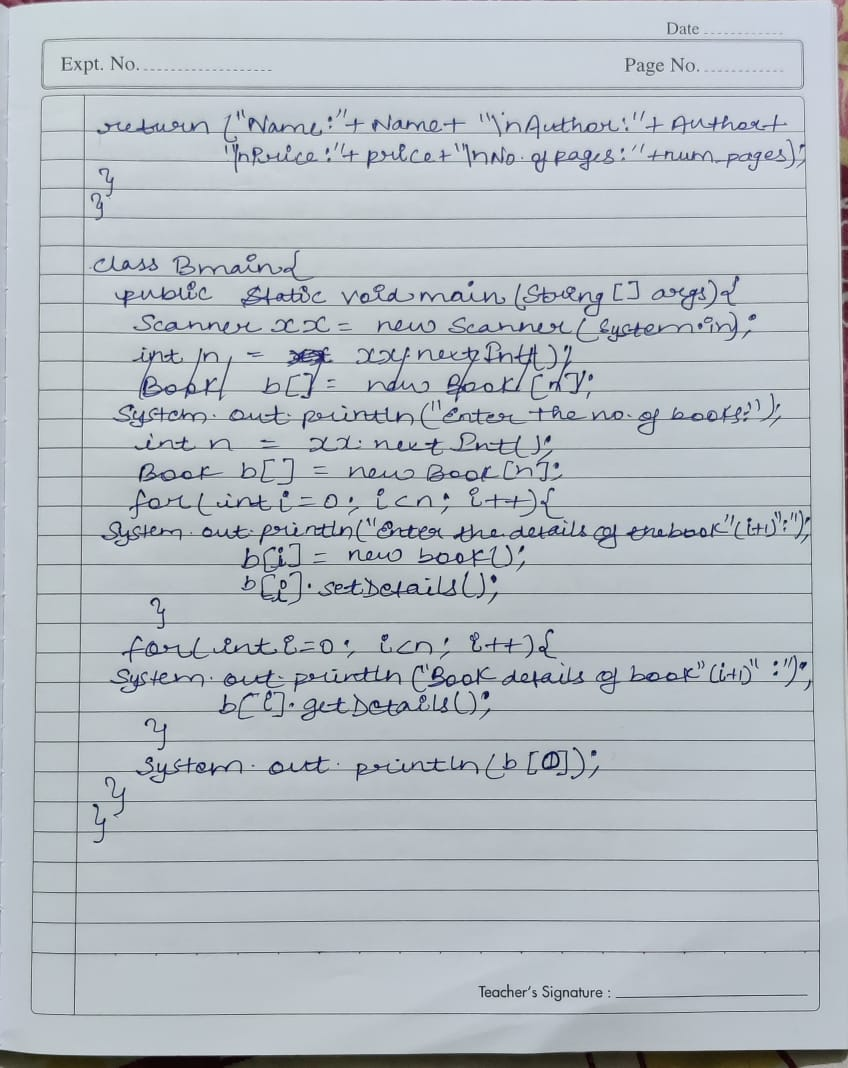 Date
Expt. No.
Page No.
return ("Name:"+ Name+ "\nAuthor:"+ Author+
"\nPrice:"+ price+"\nNo. of pages:"+num_pages);
}
}
class Bmain{
public static void main(String [] args){
Scanner xx = new Scanner(System.in);
int n = xx.nextInt();
Book b[] = new Book[n];
System.out.println("Enter the no. of books:");
int n = xx.nextInt();
Book b[] = new Book[n];
for(int i=0; i<n; i++){
System.out.println("Enter the details of the book"(i+1)":");
b[i] = new book();
b[i].setDetails();
}
for(int i=0; i<n; i++){
System.out.println("Book details of book"(i+1)" :");
b[i].getDetails();
}
System.out.println(b[0]);
}
}
Teacher's Signature :